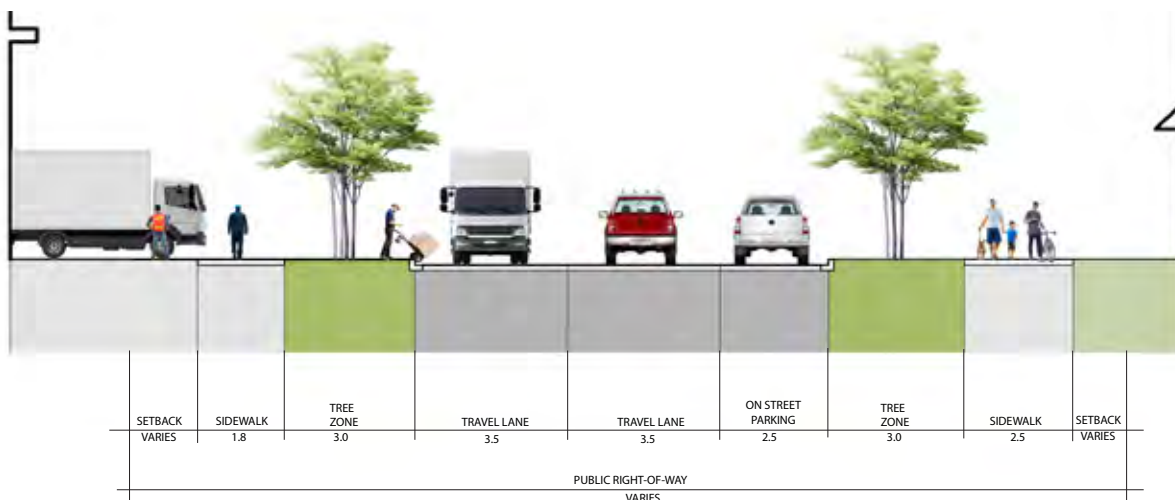 SETBACK
VARIES
SIDEWALK
1.8
TREE
ZONE
3.0
TRAVEL LANE
3.5
TRAVEL LANE
3.5
ON STREET
PARKING
2.5
TREE
ZONE
3.0
SIDEWALK
2.5
SETBACK
VARIES
PUBLIC RIGHT-OF-WAY
VARIES